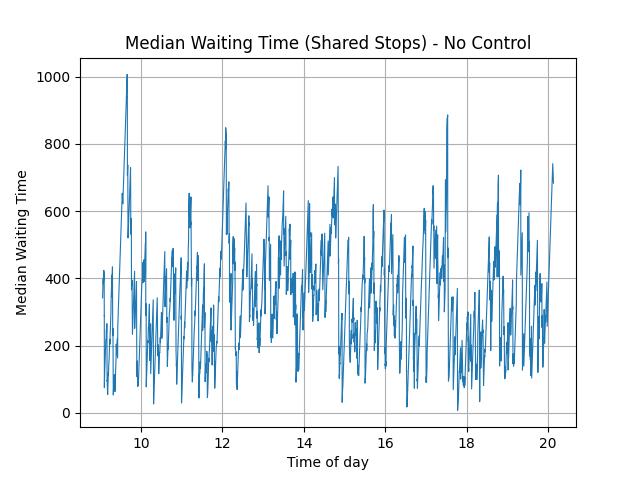 Median Waiting Time (Shared Stops) - No Control
1000
800
600
400
200
0
Median Waiting Time
10 12 14 16 18 20
Time of day